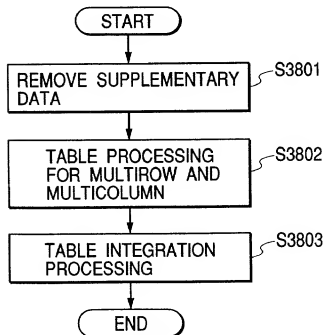 START
REMOVE SUPPLEMENTARY
DATA
S3801
TABLE PROCESSING
FOR MULTIROW AND
MULTICOLUMN
S3802
TABLE INTEGRATION
PROCESSING
S3803
END